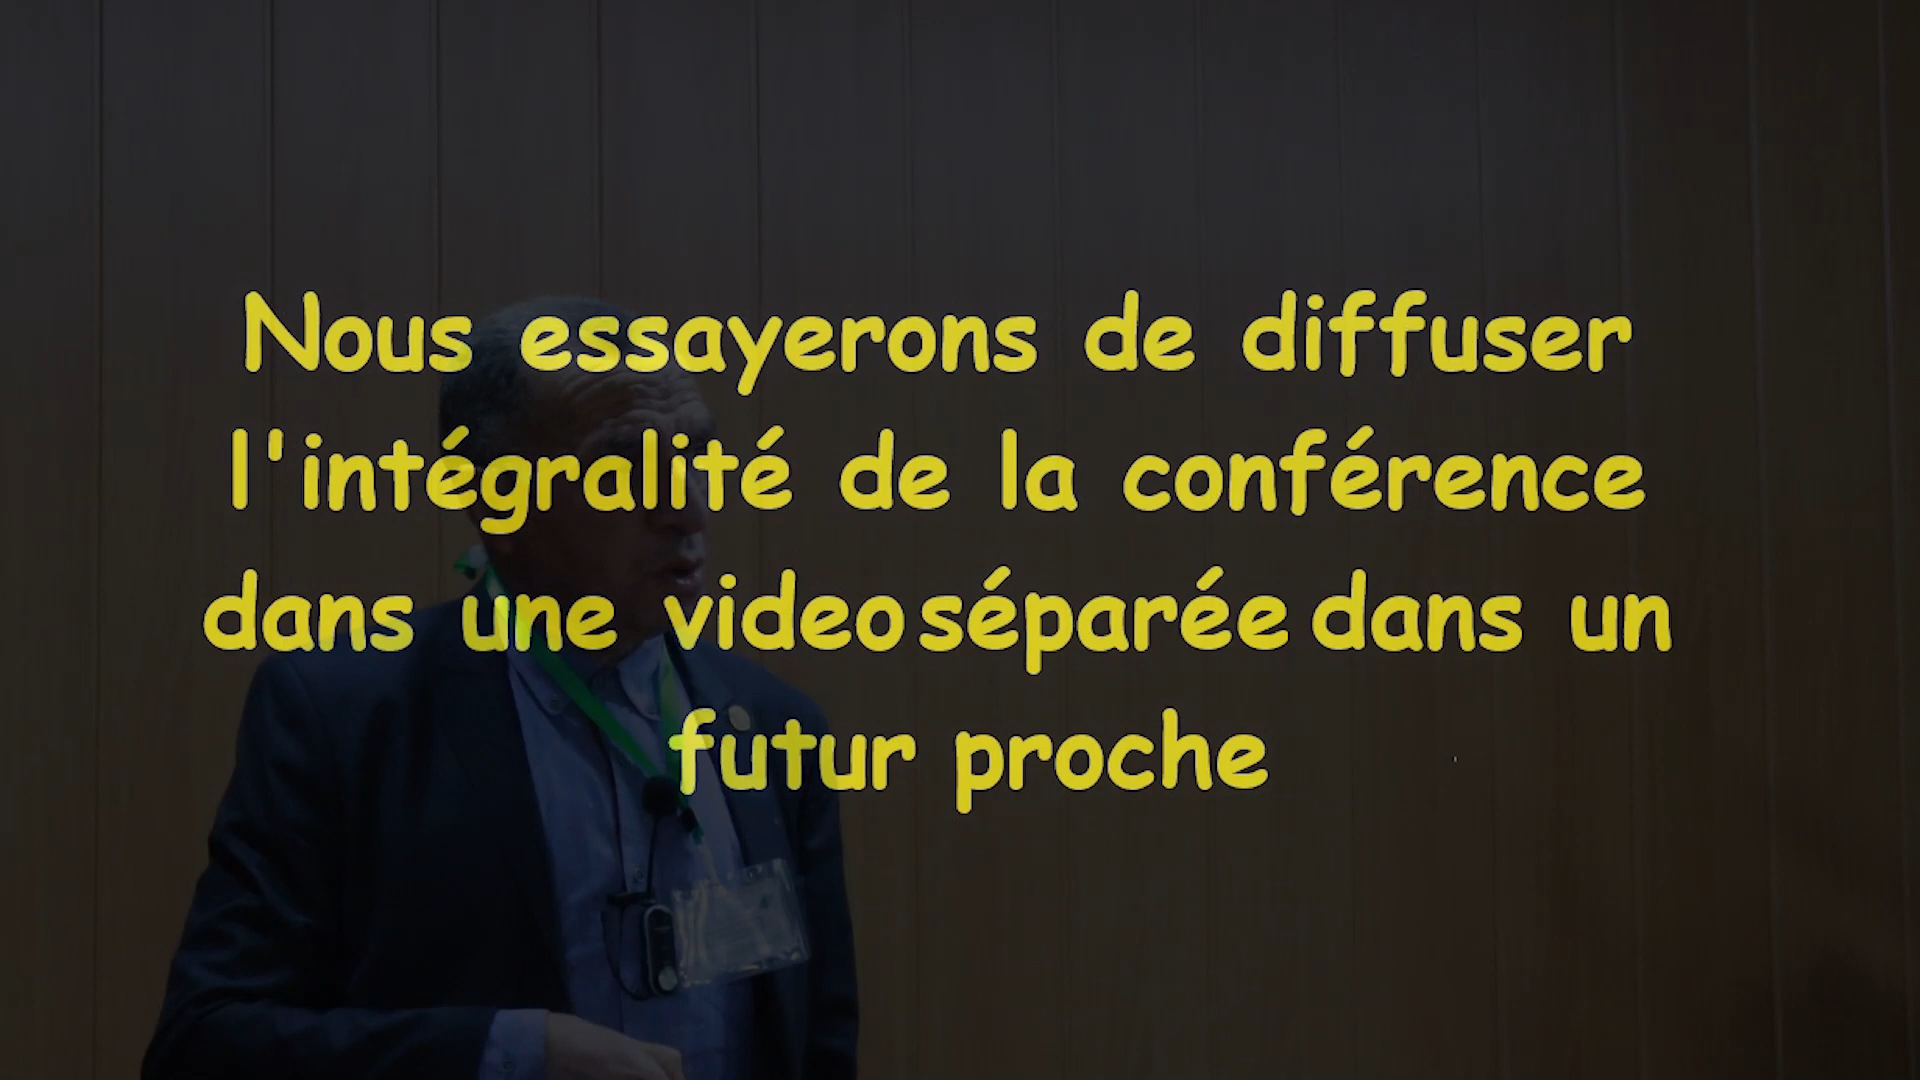 Nous essayerons de diffuser
l'intégralité de la conférence
dans une video séparée dans un
futur proche